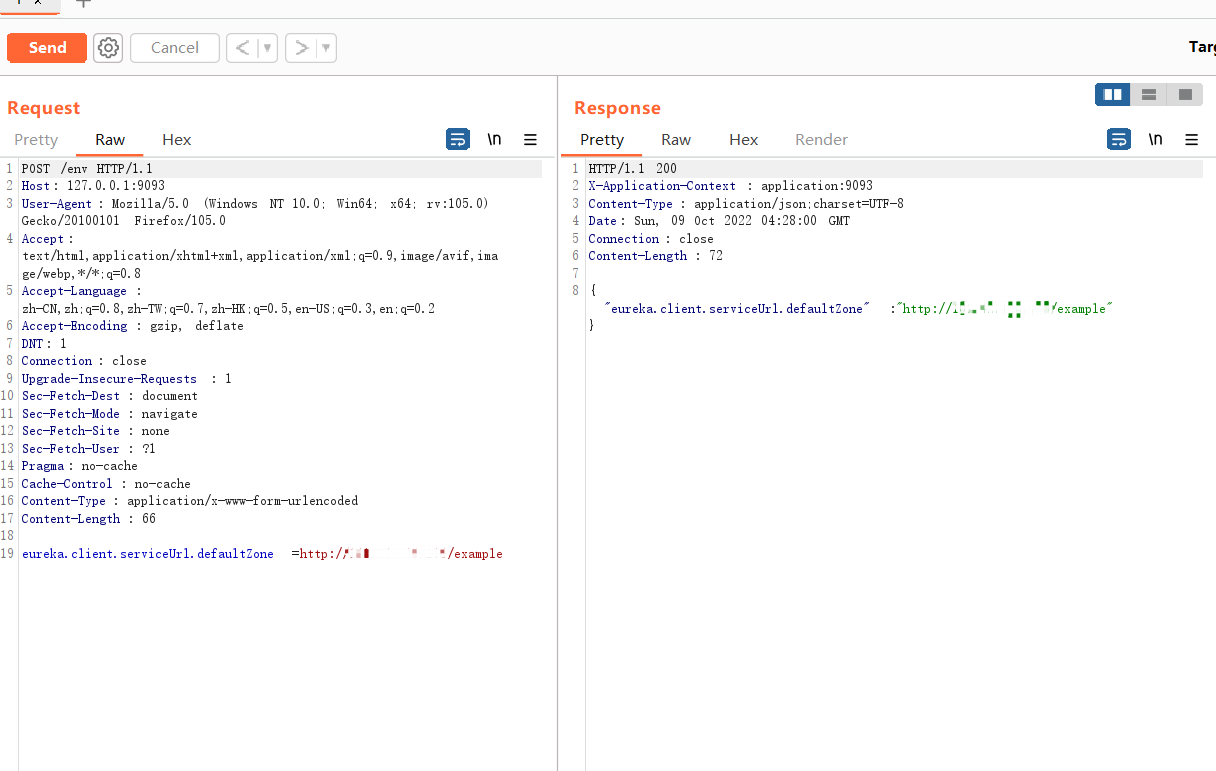 Send
Cancel
Request
Pretty Raw Hex
\n
1 POST /env HTTP/1.1
2 Host: 127.0.0.1:9093
3 User-Agent: Mozilla/5.0 (Windows NT 10.0; Win64; x64; rv:105.0)
Gecko/20100101 Firefox/105.0
4 Accept:
text/html,application/xhtml+xml,application/xml;q=0.9,image/avif,ima
ge/webp,*/*;q=0.8
5 Accept-Language :
zh-CN,zh;q=0.8,zh-TW;q=0.7,zh-HK;q=0.5,en-US;q=0.3,en;q=0.2
6 Accept-Encoding : gzip, deflate
7 DNT: 1
8 Connection : close
9 Upgrade-Insecure-Requests : 1
10 Sec-Fetch-Dest : document
11 Sec-Fetch-Mode : navigate
12 Sec-Fetch-Site : none
13 Sec-Fetch-User : ?1
14 Pragma: no-cache
15 Cache-Control : no-cache
16 Content-Type : application/x-www-form-urlencoded
17 Content-Length : 66
18
19 eureka.client.serviceUrl.defaultZone =http:// /example
Response
Pretty Raw Hex Render
\n
1 HTTP/1.1 200
2 X-Application-Context : application:9093
3 Content-Type : application/json;charset=UTF-8
4 Date: Sun, 09 Oct 2022 04:28:00 GMT
5 Connection : close
6 Content-Length : 72
7
8 {
"eureka.client.serviceUrl.defaultZone" :"http:// /example"
}